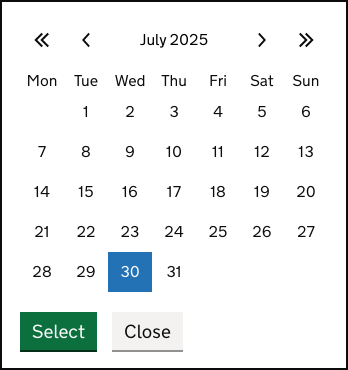 July 2025
Mon Tue Wed Thu Fri Sat Sun
1 2 3 4 5 6
7 8 9 10 11 12 13
14 15 16 17 18 19 20
21 22 23 24 25 26 27
28 29 30 31
Select Close